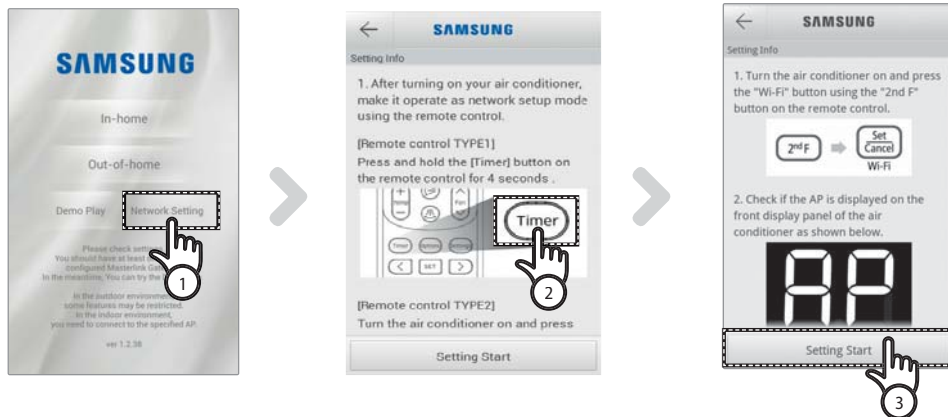 SAMSUNG
In-home
Out-of-home
Demo Play
Network Setting
Please check
You should have at least
configured Masterlink
In the meantime, You can try the
In the outdoor environment
some features may be restricted.
In the indoor environment,
you need to connect to the specified AP.
ver 1.2.38
1
SAMSUNG
Setting Info
1. After turning on your air conditioner,
make it operate as network setup mode
using the remote control.
[Remote control TYPE1]
Press and hold the [Timer] button on
the remote control for 4 seconds .
Timer
Timer
SET
2
[Remote control TYPE2]
Turn the air conditioner on and press
Setting Start
SAMSUNG
Setting Info
1. Turn the air conditioner on and press
the "Wi-Fi" button using the "2nd F"
button on the remote control.
2nd F
Set
Cancel
Wi-Fi
2. Check if the AP is displayed on the
front display panel of the air
conditioner as shown below.
AP
Setting Start
3